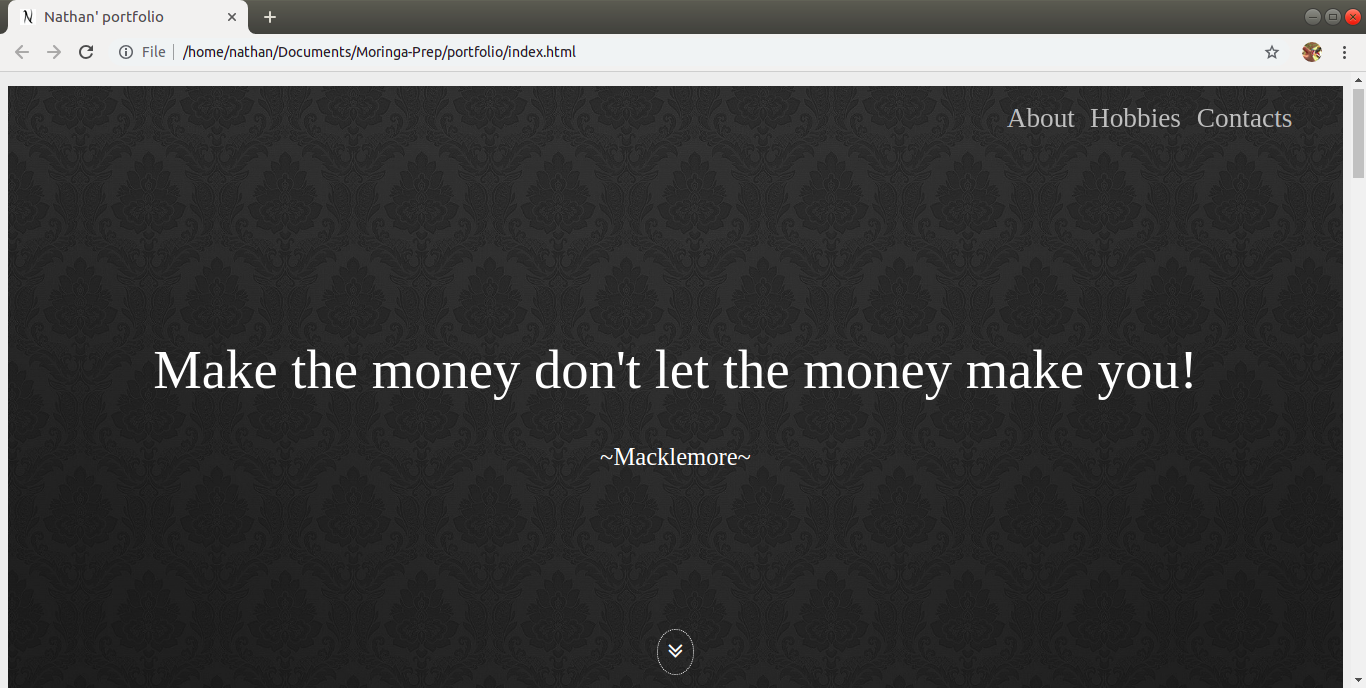 Nathan' portfolio
File | /home/nathan/Documents/Moringa-Prep/portfolio/index.html
About Hobbies Contacts
Make the money don't let the money make you!
~Macklemore~